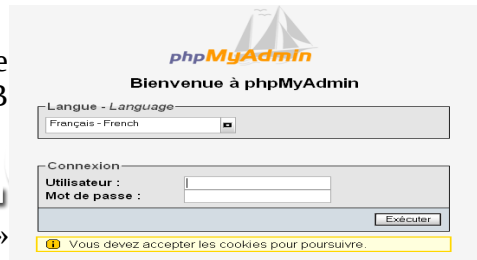 phpMyAdmin
e
Bienvenue à phpMyAdmin
B
Langue - Language
Français - French
Connexion
Utilisateur :
Mot de passe :
Exécuter
»
Vous devez accepter les cookies pour poursuivre.